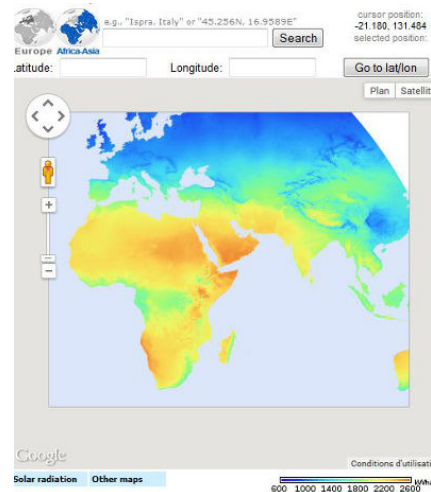 cursor position:
e.g., "Ispra, Italy" or "45.256N, 16.9589E"
-21.180, 131.484
Search
selected position:
Europe Africa-Asia
Latitude:
Longitude:
Go to lat/lon
Plan
Satellit
Google
Conditions d'utilisati
Solar radiation
Other maps
600 1000 1400 1800 2200 2600